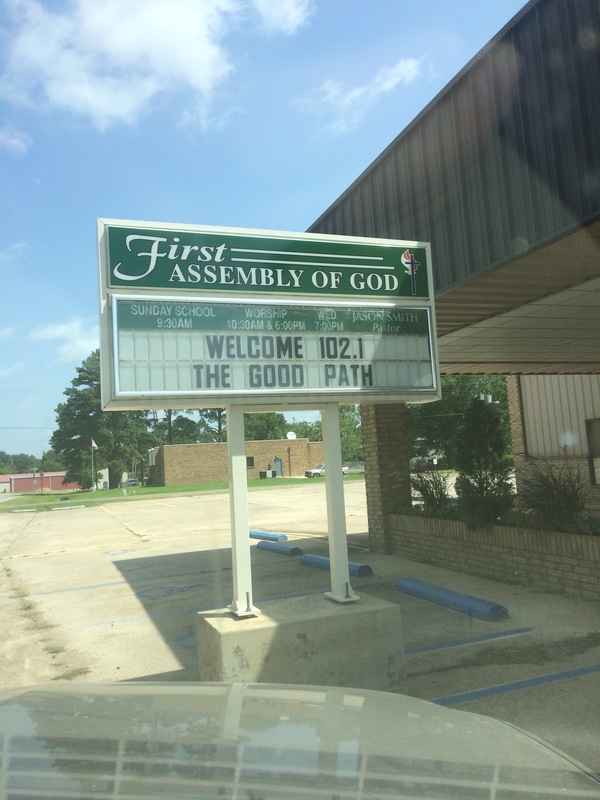 First
ASSEMBLY OF GOD
SUNDAY SCHOOL WORSHIP WED. JASON SMITH
9:30AM 10:30AM & 6:00PM 7:00PM Pastor
WELCOME 102.1
THE GOOD PATH